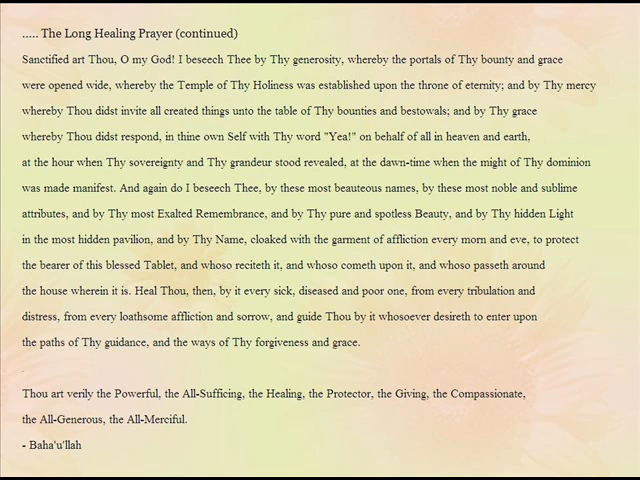 ..... The Long Healing Prayer (continued)
Sanctified art Thou, O my God! I beseech Thee by Thy generosity, whereby the portals of Thy bounty and grace
were opened wide, whereby the Temple of Thy Holiness was established upon the throne of eternity; and by Thy mercy
whereby Thou didst invite all created things unto the table of Thy bounties and bestowals; and by Thy grace
whereby Thou didst respond, in thine own Self with Thy word "Yea!" on behalf of all in heaven and earth,
at the hour when Thy sovereignty and Thy grandeur stood revealed, at the dawn-time when the might of Thy dominion
was made manifest. And again do I beseech Thee, by these most beauteous names, by these most noble and sublime
attributes, and by Thy most Exalted Remembrance, and by Thy pure and spotless Beauty, and by Thy hidden Light
in the most hidden pavilion, and by Thy Name, cloaked with the garment of affliction every morn and eve, to protect
the bearer of this blessed Tablet, and whoso reciteth it, and whoso cometh upon it, and whoso passeth around
the house wherein it is. Heal Thou, then, by it every sick, diseased and poor one, from every tribulation and
distress, from every loathsome affliction and sorrow, and guide Thou by it whosoever desireth to enter upon
the paths of Thy guidance, and the ways of Thy forgiveness and grace.
.
Thou art verily the Powerful, the All-Sufficing, the Healing, the Protector, the Giving, the Compassionate,
the All-Generous, the All-Merciful.
- Baha'u'llah